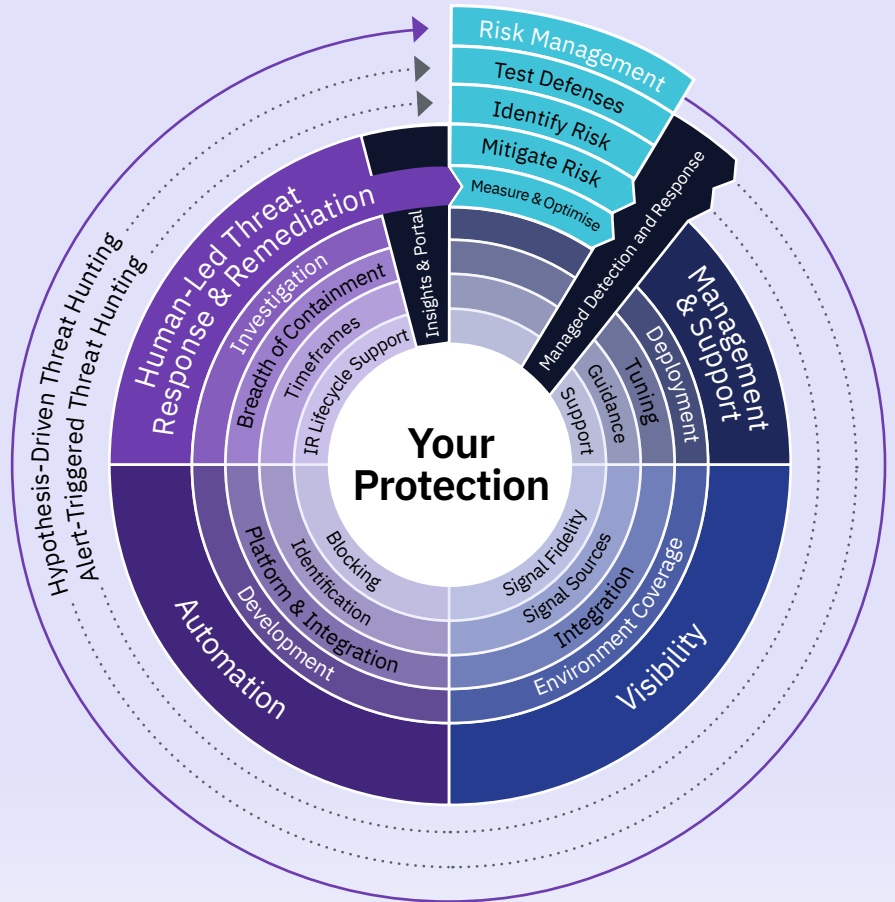 Risk Management
Test Defenses
Identify Risk
Mitigate Risk
Measure & Optimise
Managed Detection and Response
Management
& Support
Deployment
Tuning
Guidance
Support
Visibility
Environment Coverage
Integration
Signal Sources
Signal Fidelity
Automation
Development
Platform & Integration
Identification
Blocking
Human-Led Threat
Response & Remediation
Investigation
Breadth of Containment
Timeframes
IR Lifecycle Support
Insights & Portal
Hypothesis-Driven Threat Hunting
Alert-Triggered Threat Hunting
Your
Protection